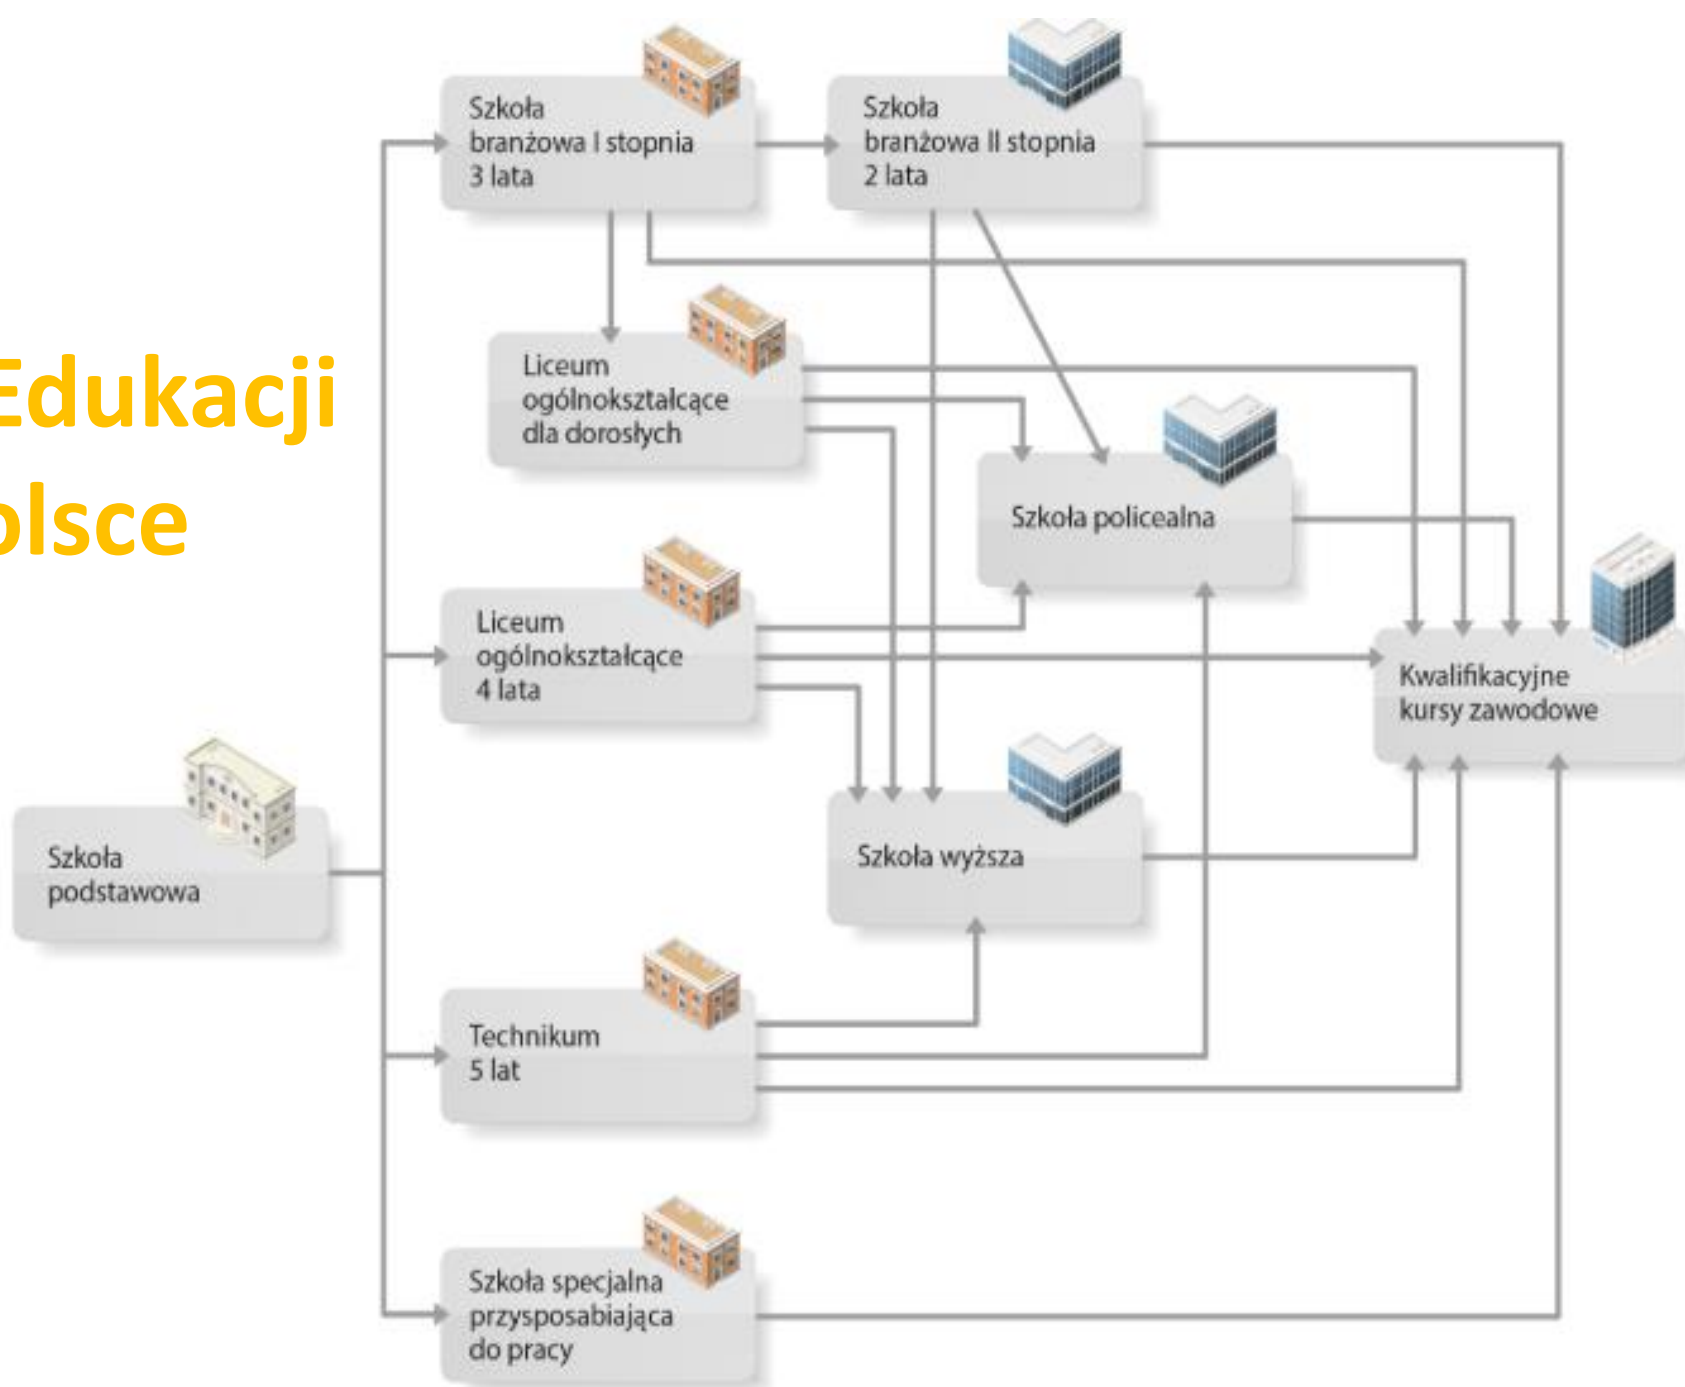 Edukacji
olsce
Szkoła
branżowa I stopnia
3 lata
Szkoła
branżowa II stopnia
2 lata
Liceum
ogólnokształcące
dla dorosłych
Szkoła policealna
Liceum
ogólnokształcące
4 lata
Kwalifikacyjne
kursy zawodowe
Szkoła
podstawowa
Szkoła wyższa
Technikum
5 lat
Szkoła specjalna
przysposabiająca
do pracy